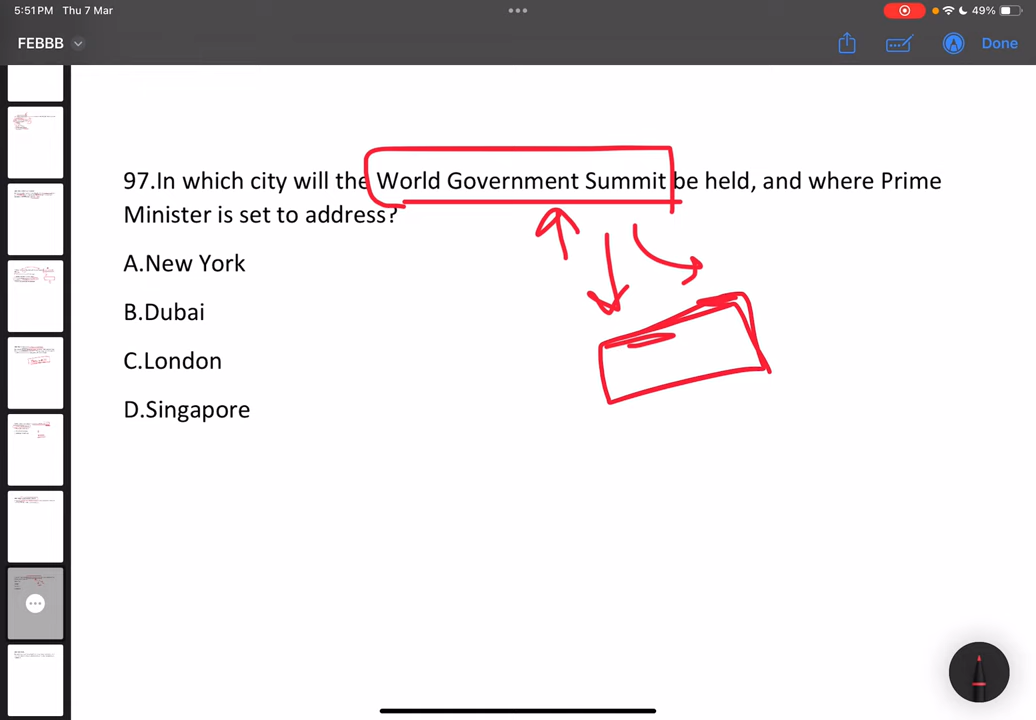 5:51 PM Thu 7 Mar
49%
FEBBB
Done
97.In which city will the World Government Summit be held, and where Prime
Minister is set to address?
A.New York
B.Dubai
C.London
D.Singapore